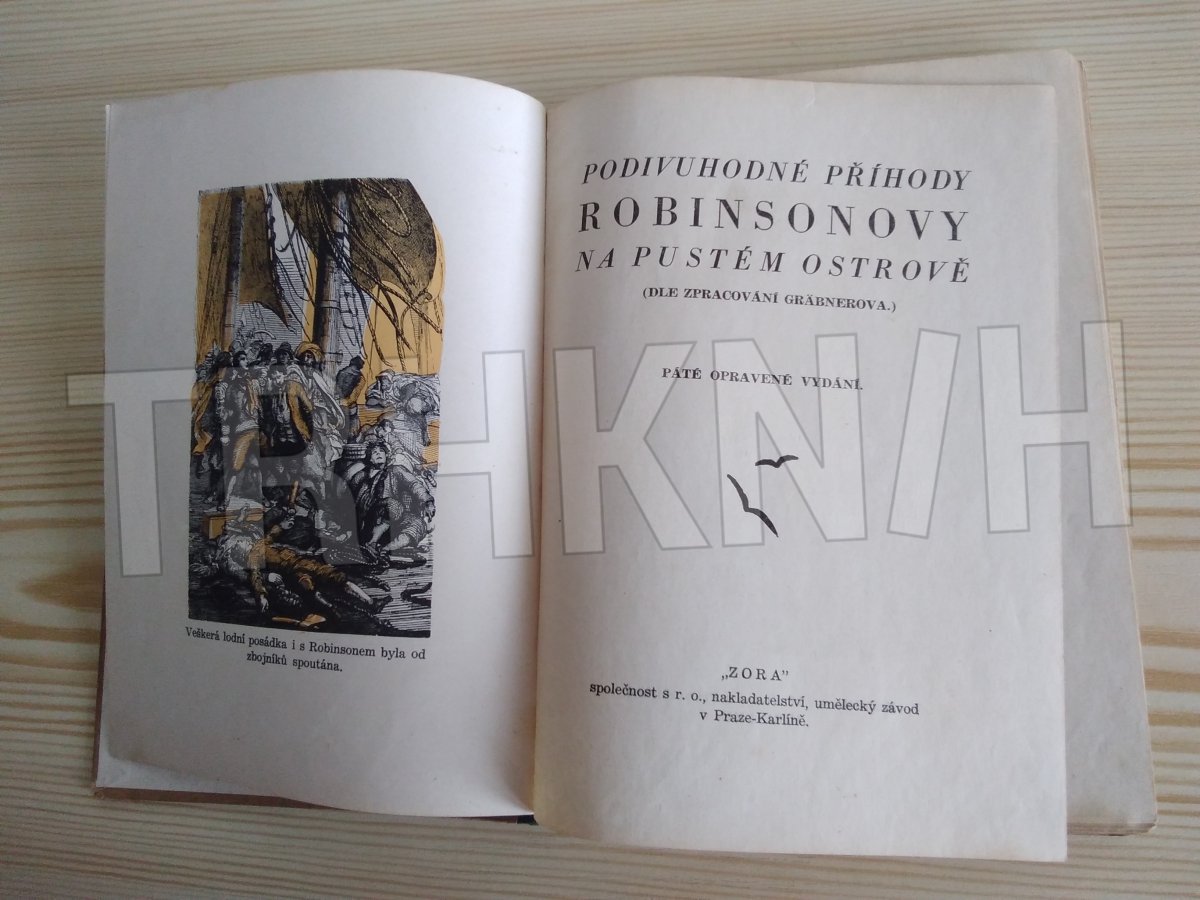 Veškerá lodní posádka i s Robinsonem byla od
zbojníků spoutána.
PODIVUHODNÉ PŘÍHODY
ROBINSONOVY
NA PUSTÉM OSTROVĚ
(DLE ZPRACOVÁNÍ GRÄBNEROVA.)
PÁTÉ OPRAVENÉ VYDÁNÍ.
„ZORA"
společnost s r. o., nakladatelství, umělecký závod
v Praze-Karlíně.
TRHKNIH